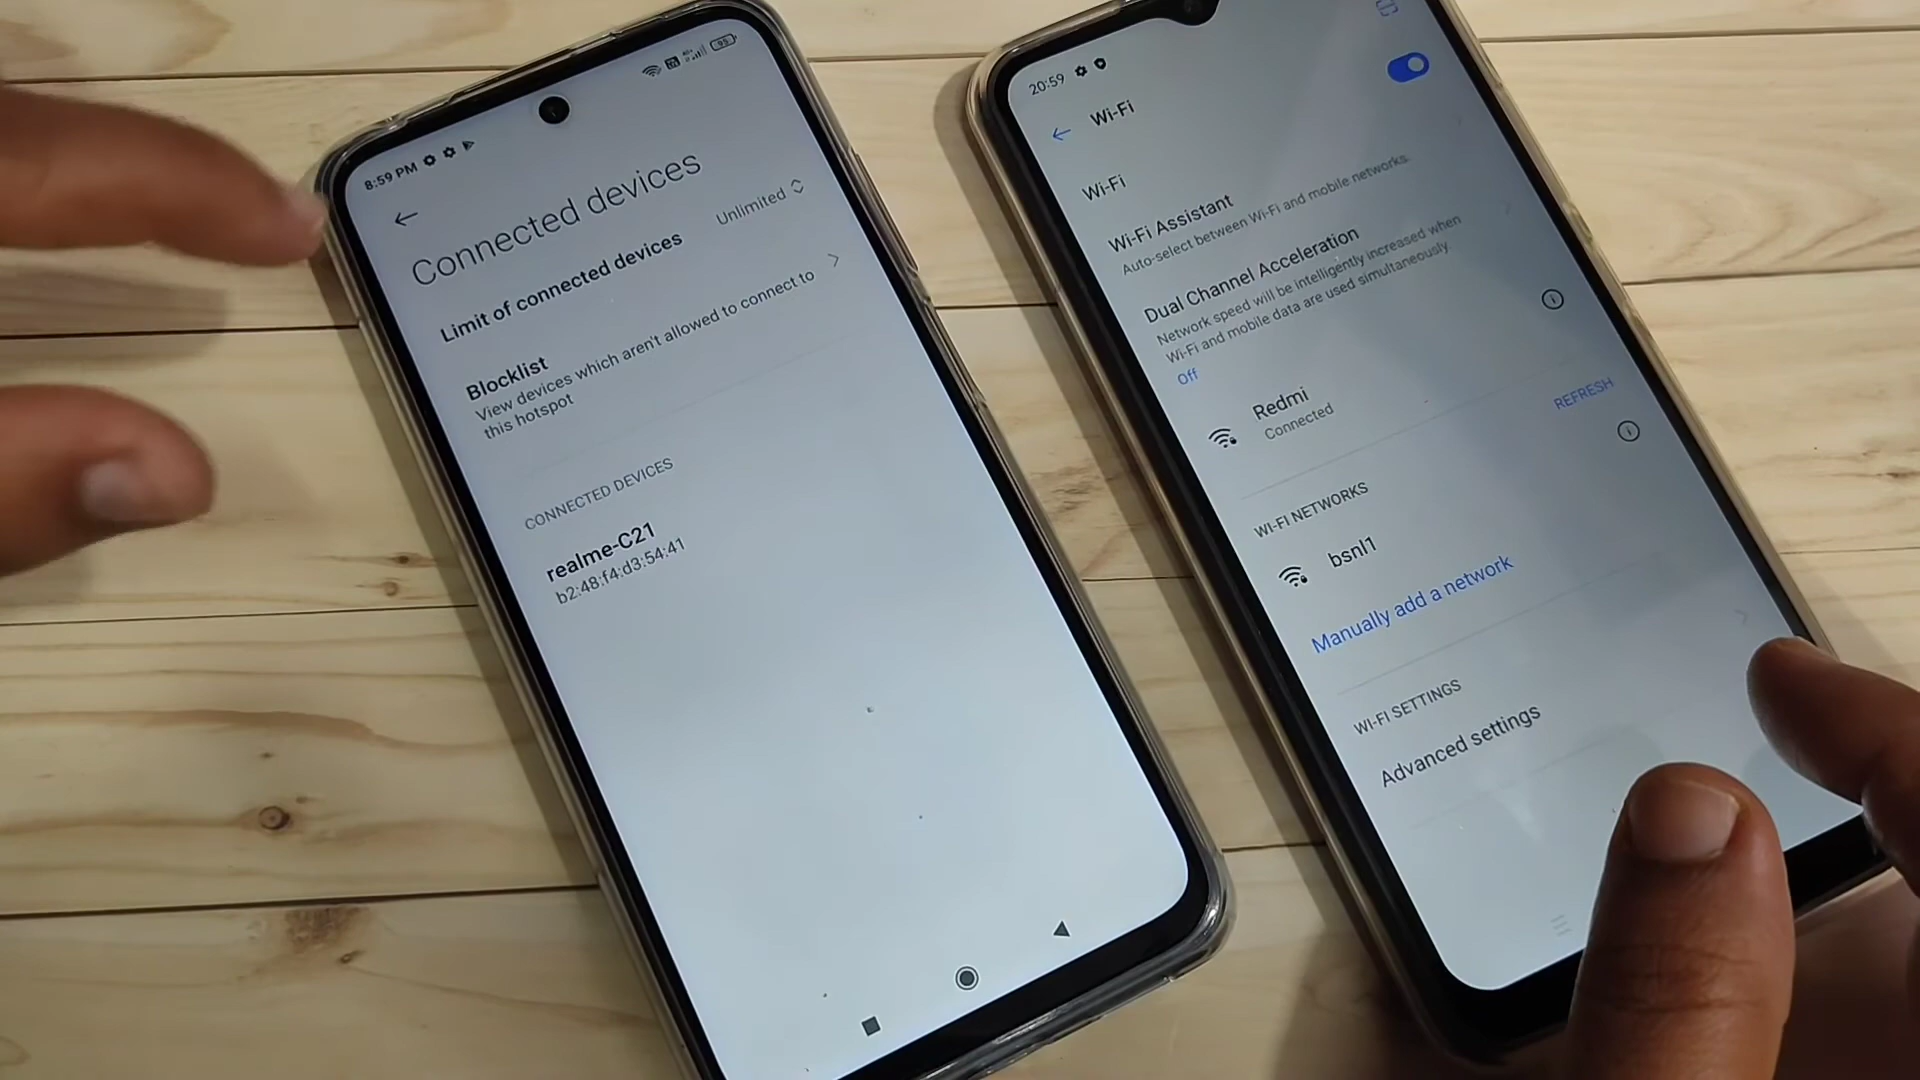 8:59 PM
95
Connected devices
Limit of connected devices
Unlimited
Blocklist
View devices which aren't allowed to connect to
this hotspot
CONNECTED DEVICES
realme-C21
b2:48:f4:d3:54:41
20:59
Wi-Fi
Wi-Fi
Wi-Fi Assistant
Auto-select between Wi-Fi and mobile networks.
Dual Channel Acceleration
Network speed will be intelligently increased when
Wi-Fi and mobile data are used simultaneously
Off
Redmi
Connected
WI-FI NETWORKS
REFRESH
bsnl1
Manually add a network
WI-FI SETTINGS
Advanced settings